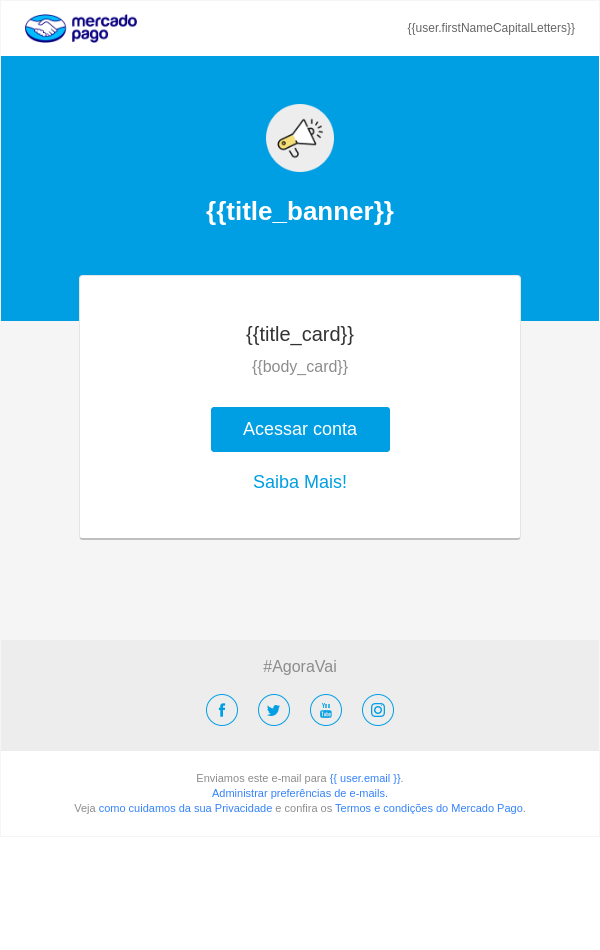 mercado
pago
{{user.firstNameCapitalLetters}}
{{title_banner}}
{{title_card}}
{{body_card}}
Acessar conta
Saiba Mais!
#AgoraVai
You
Tube
Enviamos este e-mail para {{ user.email }}.
Administrar preferências de e-mails.
Veja como cuidamos da sua Privacidade e confira os Termos e condições do Mercado Pago.